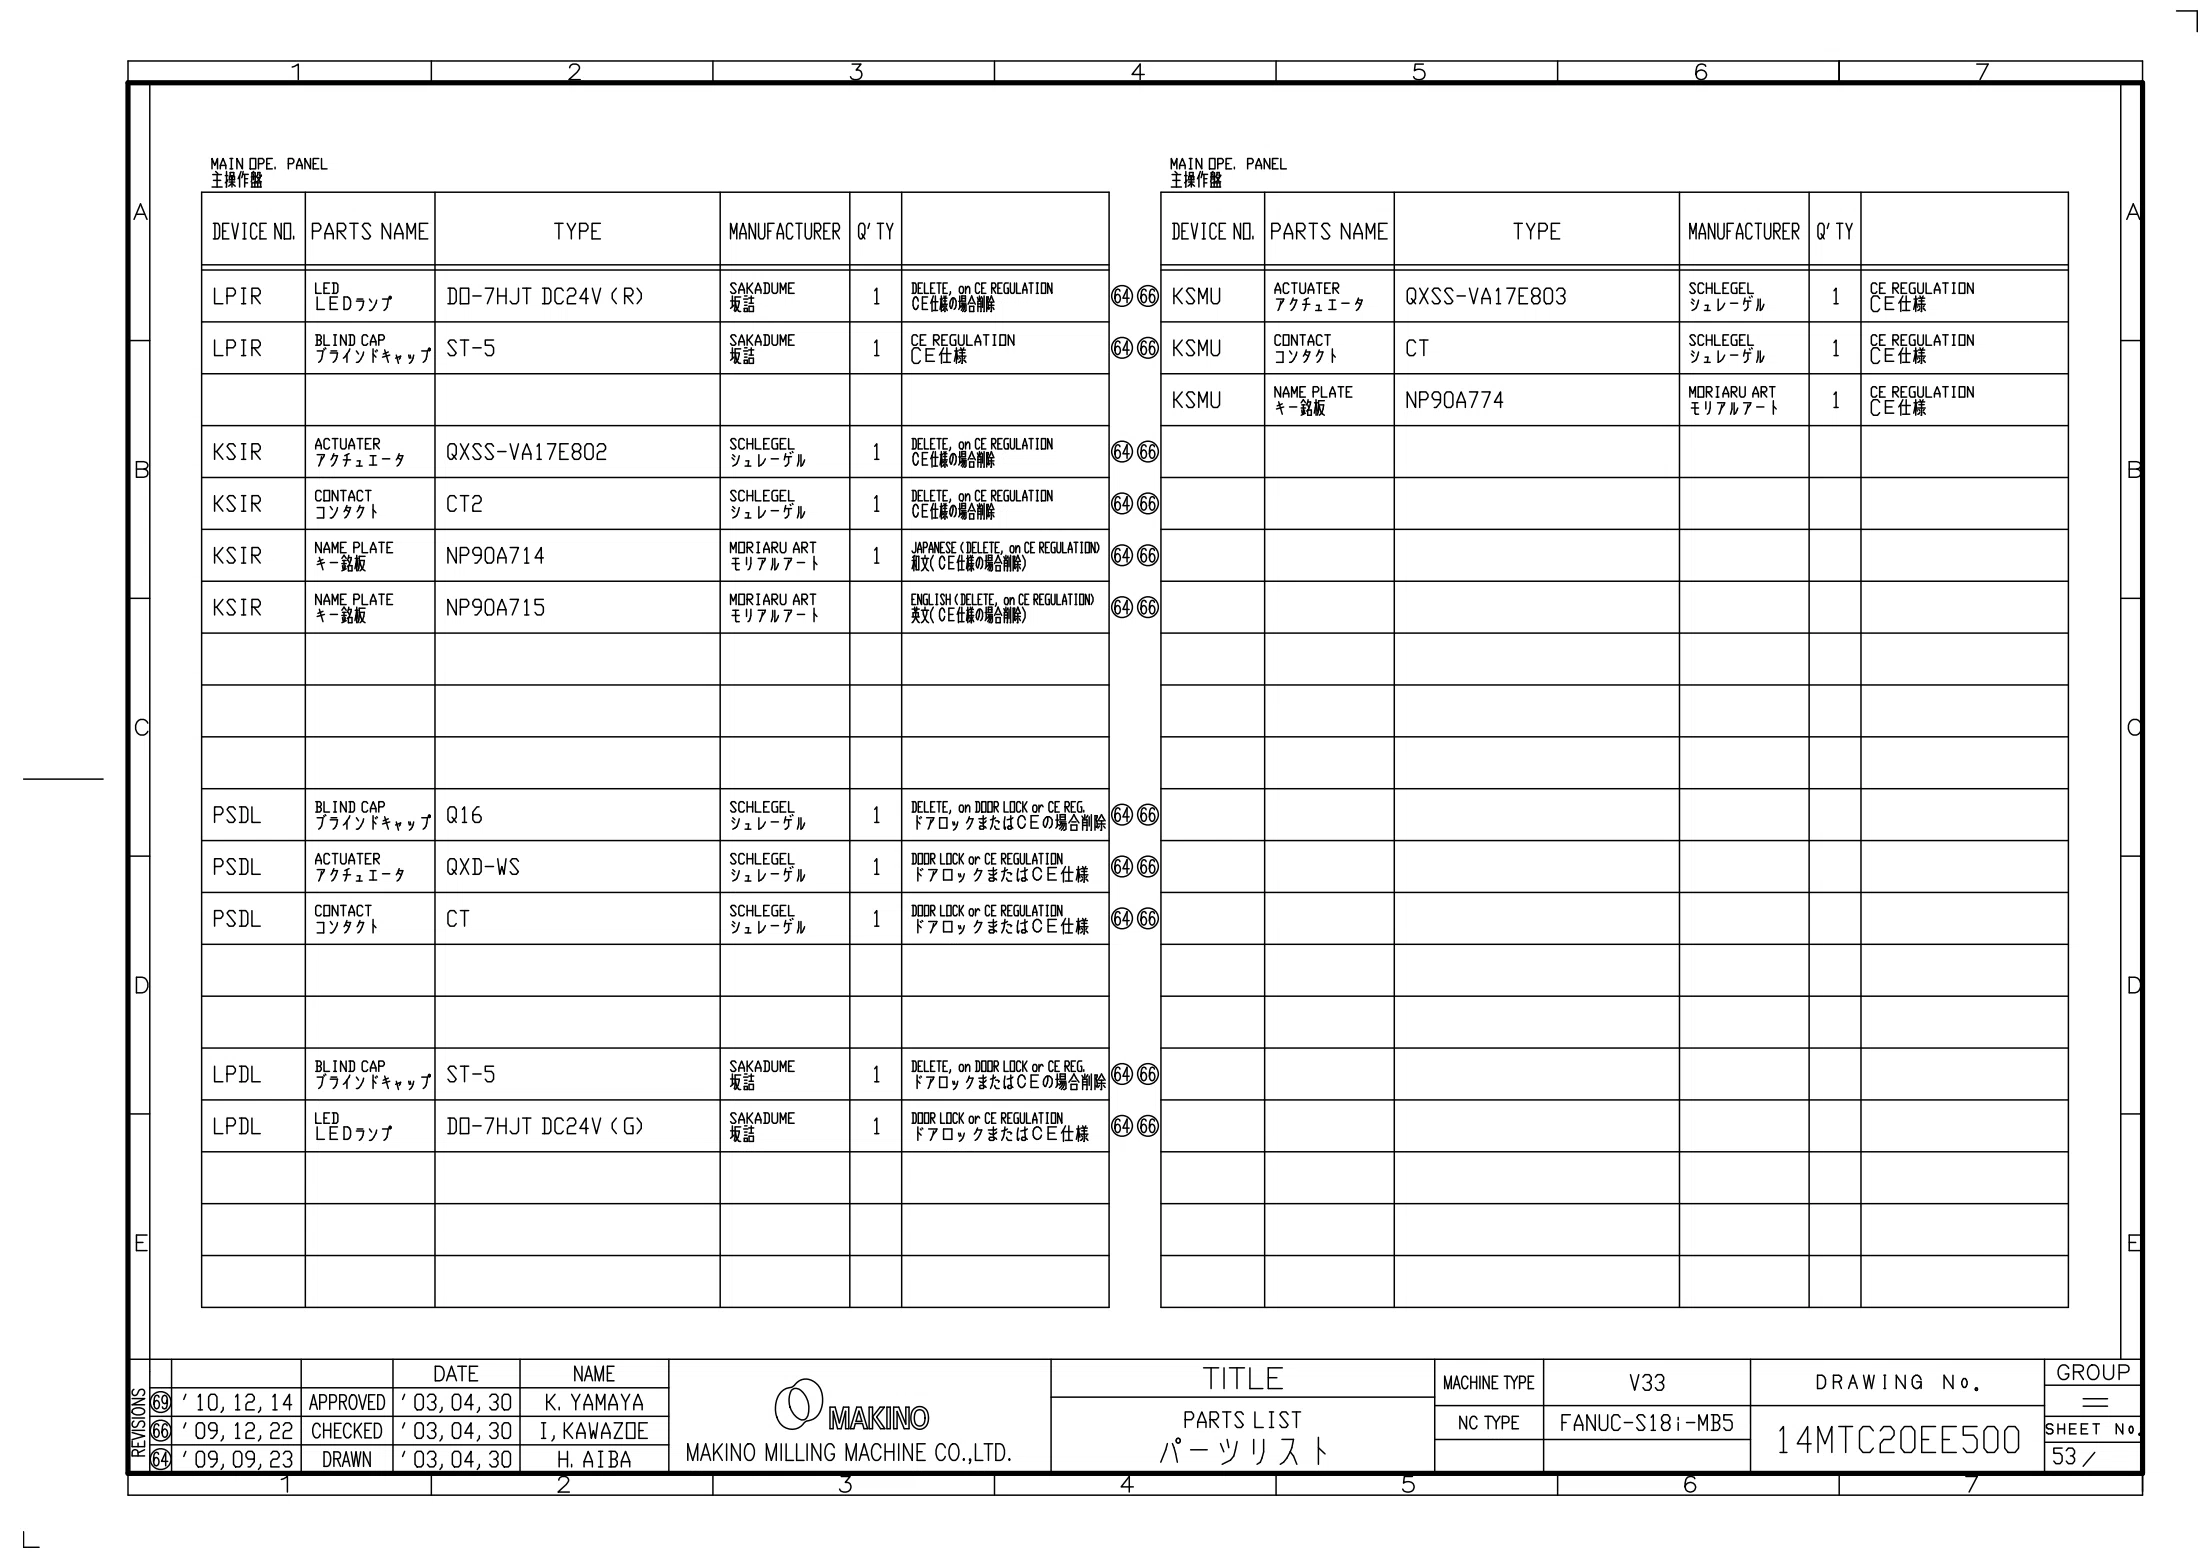 1 2 3 4 5 6 7
MAIN OPE. PANEL
主操作盤
DEVICE NO. PARTS NAME TYPE MANUFACTURER Q'TY
LPIR LED DO-7HJT DC24V (R) SAKADUME 1 DELETE, on CE REGULATION 64 66
LEDランプ 坂詰 CE仕様の場合削除
LPIR BLIND CAP ST-5 SAKADUME 1 CE REGULATION 64 66
ブラインドキャップ 坂詰 CE仕様
KSIR ACTUATER QXSS-VA17E802 SCHLEGEL 1 DELETE, on CE REGULATION 64 66
アクチュエータ シュレーゲル CE仕様の場合削除
KSIR CONTACT CT2 SCHLEGEL 1 DELETE, on CE REGULATION 64 66
コンタクト シュレーゲル CE仕様の場合削除
KSIR NAME PLATE NP90A714 MORIARU ART 1 JAPANESE (DELETE, on CE REGULATION) 64 66
キー銘板 モリアルアート 和文(CE仕様の場合削除)
KSIR NAME PLATE NP90A715 MORIARU ART ENGLISH (DELETE, on CE REGULATION) 64 66
キー銘板 モリアルアート 英文(CE仕様の場合削除)
PSDL BLIND CAP Q16 SCHLEGEL 1 DELETE, on DOOR LOCK or CE REG. 64 66
ブラインドキャップ シュレーゲル ドアロックまたはCEの場合削除
PSDL ACTUATER QXD-WS SCHLEGEL 1 DOOR LOCK or CE REGULATION 64 66
アクチュエータ シュレーゲル ドアロックまたはCE仕様
PSDL CONTACT CT SCHLEGEL 1 DOOR LOCK or CE REGULATION 64 66
コンタクト シュレーゲル ドアロックまたはCE仕様
LPDL BLIND CAP ST-5 SAKADUME 1 DELETE, on DOOR LOCK or CE REG. 64 66
ブラインドキャップ 坂詰 ドアロックまたはCEの場合削除
LPDL LED DO-7HJT DC24V (G) SAKADUME 1 DOOR LOCK or CE REGULATION 64 66
LEDランプ 坂詰 ドアロックまたはCE仕様
MAIN OPE. PANEL
主操作盤
DEVICE NO. PARTS NAME TYPE MANUFACTURER Q'TY
KSMU ACTUATER QXSS-VA17E803 SCHLEGEL 1 CE REGULATION
アクチュエータ シュレーゲル CE仕様
KSMU CONTACT CT SCHLEGEL 1 CE REGULATION
コンタクト シュレーゲル CE仕様
KSMU NAME PLATE NP90A774 MORIARU ART 1 CE REGULATION
キー銘板 モリアルアート CE仕様
A A
B B
C C
D D
E E
REVISIONS
DATE NAME
69 '10,12,14 APPROVED '03,04,30 K. YAMAYA
66 '09,12,22 CHECKED '03,04,30 I,KAWAZOE
64 '09,09,23 DRAWN '03,04,30 H. AIBA
MAKINO
MAKINO MILLING MACHINE CO.,LTD.
TITLE
PARTS LIST
パーツリスト
MACHINE TYPE V33
NC TYPE FANUC-S18i-MB5
DRAWING No.
14MTC20EE500
GROUP
=
SHEET No.
53/
1 2 3 4 5 6 7